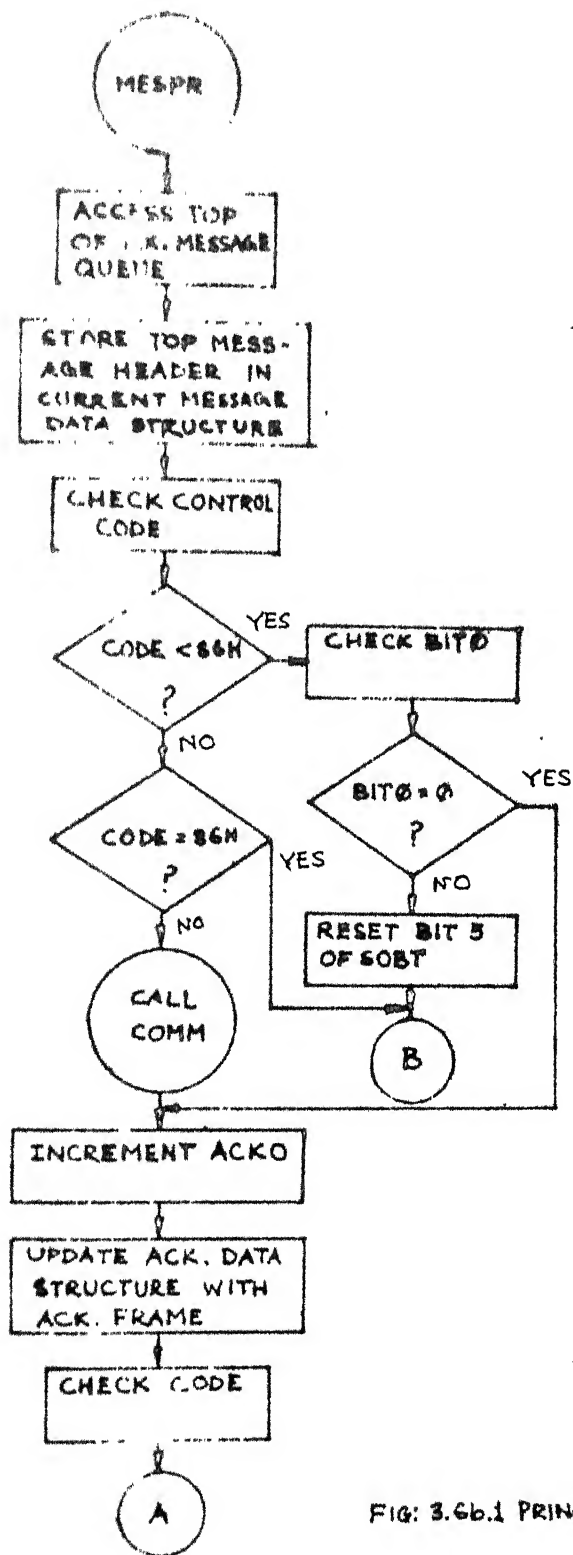 MESPR
ACCESS TOP
OF MESSAGE
QUEUE
STORE TOP MESS-
AGE HEADER IN
CURRENT MESSAGE
DATA STRUCTURE
CHECK CONTROL
CODE
CODE < 86H
?
YES
CHECK BITØ
NO
BITØ = Ø
?
YES
CODE = 86H
?
YES
NO
NO
RESET BIT 5
OF SOBT
CALL
COMM
B
INCREMENT ACKO
UPDATE ACK. DATA
STRUCTURE WITH
ACK. FRAME
CHECK CODE
A
FIG: 3.6b.1 PRIN